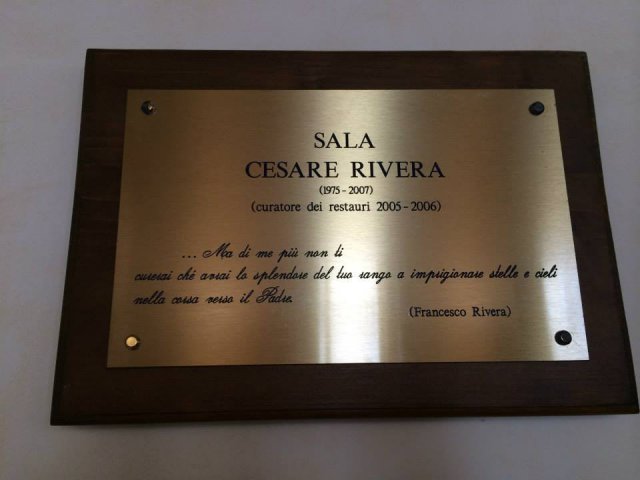 SALA
CESARE RIVERA
(1975 - 2007)
(curatore dei restauri 2005 - 2006)
... Ma di me più non ti
curerai ché avrai lo splendore del tuo rango a imprigionare stelle e cieli
nella corsa verso il Padre.
(Francesco Rivera)